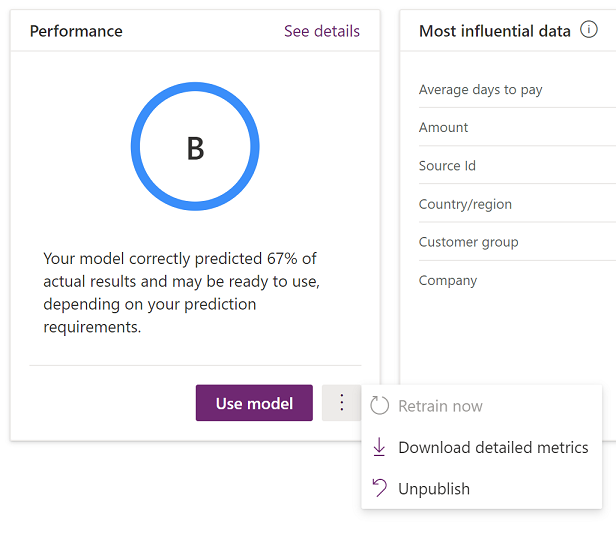 Performance
See details
B
Your model correctly predicted 67% of
actual results and may be ready to use,
depending on your prediction
requirements.
Use model
Most influential data
Average days to pay
Amount
Source Id
Country/region
Customer group
Company
Retrain now
Download detailed metrics
Unpublish